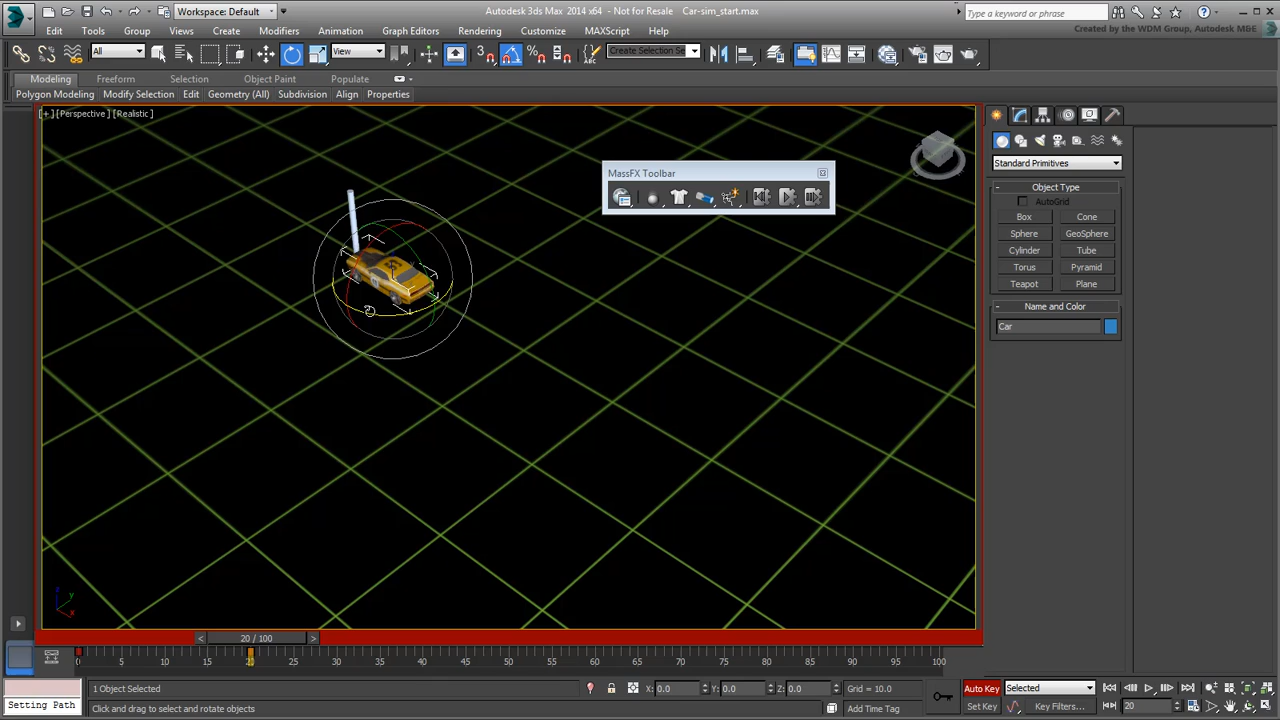 Workspace: Default
Autodesk 3ds Max 2014 x64 - Not for Resale Car-sim_start.max
Type a keyword or phrase
Created by the WDM Group, Autodesk M&E
Edit Tools Group Views Create Modifiers Animation Graph Editors Rendering Customize MAXScript Help
All
View
3
Create Selection Se
Modeling Freeform Selection Object Paint Populate
Polygon Modeling Modify Selection Edit Geometry (All) Subdivision Align Properties
[+] [Perspective] [Realistic]
MassFX Toolbar
Standard Primitives
Object Type
AutoGrid
Box Cone
Sphere GeoSphere
Cylinder Tube
Torus Pyramid
Teapot Plane
Name and Color
Car
z
y
x
< 20 / 100 >
0 5 10 15 20 25 30 35 40 45 50 55 60 65 70 75 80 85 90 95 100
1 Object Selected
X: 0.0 Y: 0.0 Z: 0.0 Grid = 10.0
Auto Key Selected
Setting Path
Click and drag to select and rotate objects
Add Time Tag
Set Key Key Filters... 20